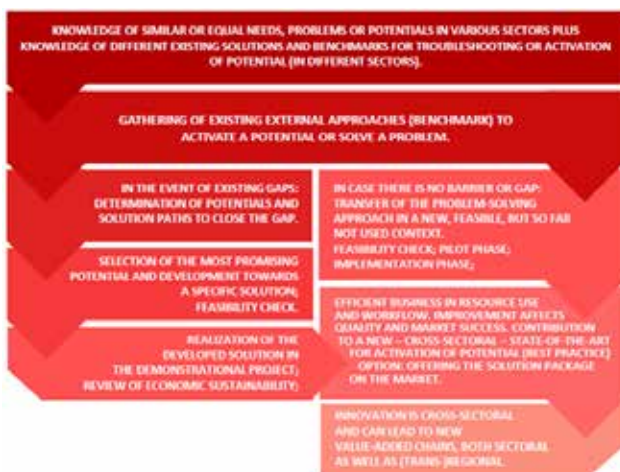 KNOWLEDGE OF SIMILAR OR EQUAL NEEDS, PROBLEMS OR POTENTIALS IN VARIOUS SECTORS PLUS
KNOWLEDGE OF DIFFERENT EXISTING SOLUTIONS AND BENCHMARKS FOR TROUBLESHOOTING OR ACTIVATION
OF POTENTIAL (IN DIFFERENT SECTORS).
GATHERING OF EXISTING EXTERNAL APPROACHES (BENCHMARK) TO
ACTIVATE A POTENTIAL OR SOLVE A PROBLEM.
IN THE EVENT OF EXISTING GAPS:
DETERMINATION OF POTENTIALS AND
SOLUTION PATHS TO CLOSE THE GAP.
SELECTION OF THE MOST PROMISING
POTENTIAL AND DEVELOPMENT TOWARDS
A SPECIFIC SOLUTION;
FEASIBILITY CHECK.
REALIZATION OF THE
DEVELOPED SOLUTION IN
THE DEMONSTRATIONAL PROJECT;
REVIEW OF ECONOMIC SUSTAINABILITY;
IN CASE THERE IS NO BARRIER OR GAP:
TRANSFER OF THE PROBLEM-SOLVING
APPROACH IN A NEW, FEASIBLE, BUT SO FAR
NOT USED CONTEXT.
FEASIBILITY CHECK; PILOT PHASE;
IMPLEMENTATION PHASE;
EFFICIENT BUSINESS IN RESOURCE USE
AND WORKFLOW. IMPROVEMENT AFFECTS
QUALITY AND MARKET SUCCESS. CONTRIBUTION
TO A NEW – CROSS-SECTORAL – STATE-OF-THE-ART
FOR ACTIVATION OF POTENTIAL (BEST PRACTICE)
OPTION: OFFERING THE SOLUTION PACKAGE
ON THE MARKET.
INNOVATION IS CROSS-SECTORAL
AND CAN LEAD TO NEW
VALUE-ADDED CHAINS, BOTH SECTORAL
AS WELL AS (TRANS-)REGIONAL.